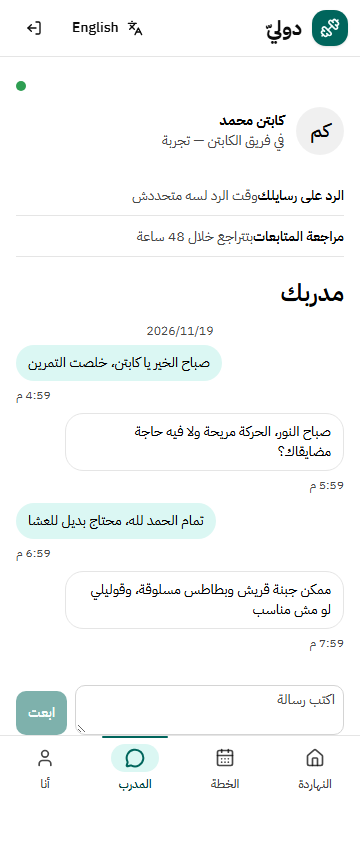 دوليّ
English
كابتن محمد
كم
في فريق الكابتن — تجربة
الرد على رسايلك وقت الرد لسه متحددش
مراجعة المتابعات بتتراجع خلال 48 ساعة
مدربك
2026/11/19
صباح الخير يا كابتن، خلصت التمرين
4:59 م
صباح النور، الحركة مريحة ولا فيه حاجة
مضايقاك؟
5:59 م
تمام الحمد لله، محتاج بديل للعشا
6:59 م
ممكن جبنة قريش وبطاطس مسلوقة، وقوليلي
لو مش مناسب
7:59 م
اكتب رسالة
ابعت
النهاردة
الخطة
المدرب
أنا